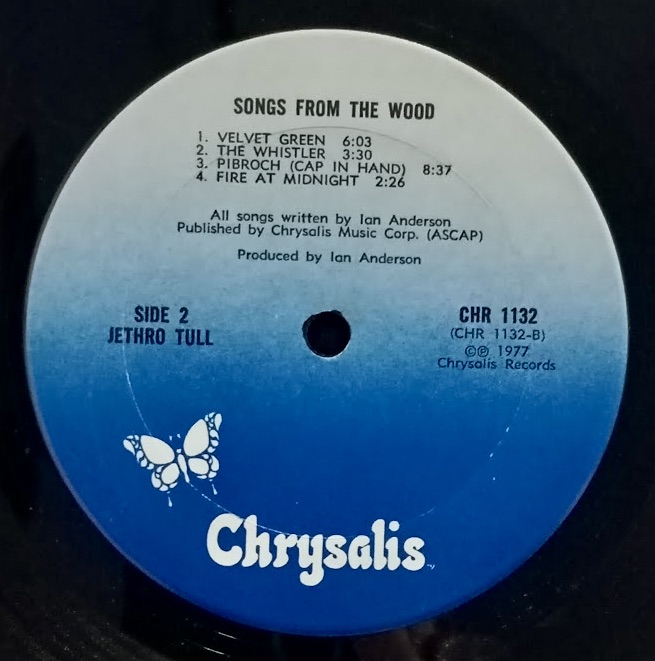 SONGS FROM THE WOOD
1. VELVET GREEN 6:03
2. THE WHISTLER 3:30
3. PIBROCH (CAP IN HAND) 8:37
4. FIRE AT MIDNIGHT 2:26
All songs written by Ian Anderson
Published by Chrysalis Music Corp. (ASCAP)
Produced by Ian Anderson
SIDE 2
JETHRO TULL
CHR 1132
(CHR 1132-B)
©℗ 1977
Chrysalis Records
Chrysalis™